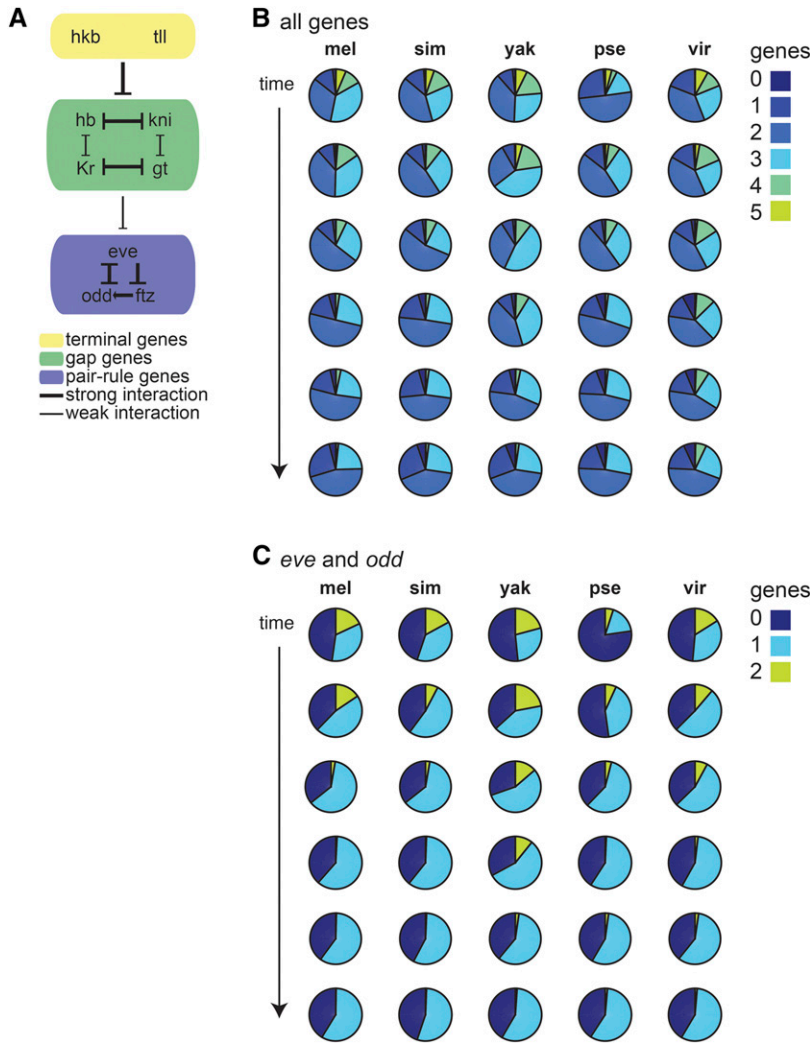 A
hkb tll
hb kni
Kr gt
eve
odd ftz
terminal genes
gap genes
pair-rule genes
strong interaction
weak interaction
B all genes
mel sim yak pse vir
time
genes
0
1
2
3
4
5
C eve and odd
mel sim yak pse vir
time
genes
0
1
2